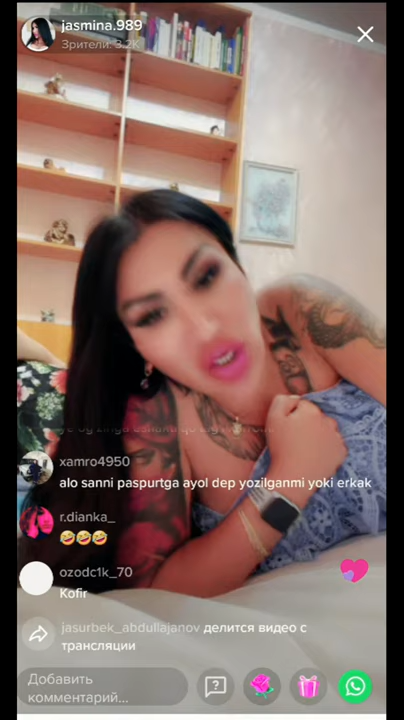 jasmina.989
Зрители: 3.2K
xamro4950
alo sanni paspurtga ayol dep yozilganmi yoki erkak
r.dianka_
🤣🤣🤣
ozodc1k_70
Kofir
jasurbek_abdullajanov делится видео с
трансляции
Добавить
комментарий...